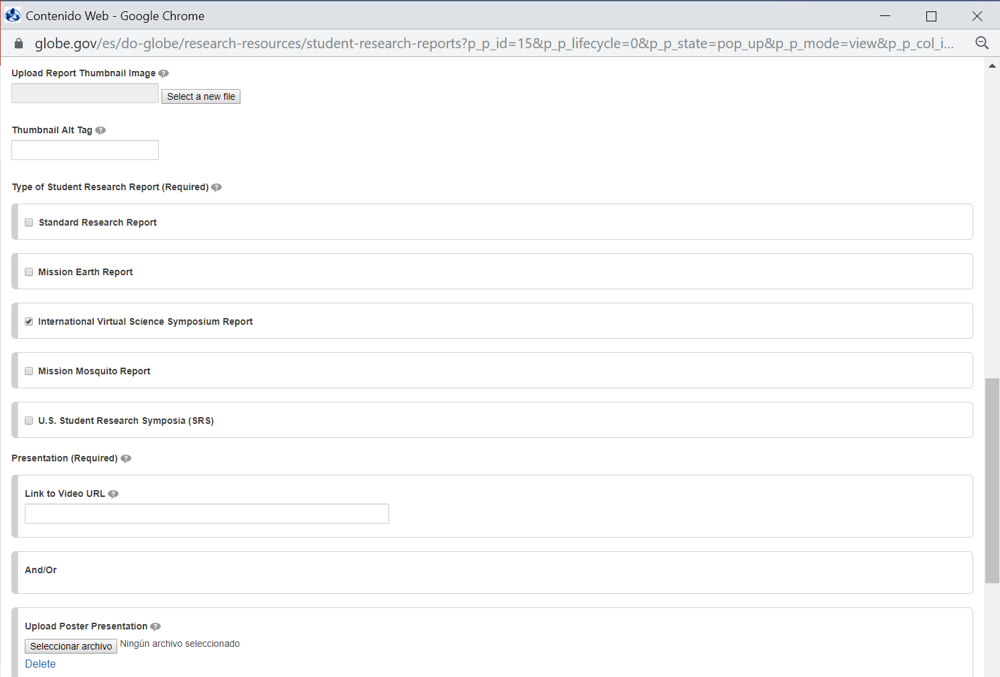 Contenido Web - Google Chrome
globe.gov/es/do-globe/research-resources/student-research-reports?p_p_id=15&p_p_lifecycle=0&p_p_state=pop_up&p_p_mode=view&p_p_col_i...
Upload Report Thumbnail Image ?
Select a new file
Thumbnail Alt Tag ?
Type of Student Research Report (Required) ?
Standard Research Report
Mission Earth Report
International Virtual Science Symposium Report
Mission Mosquito Report
U.S. Student Research Symposia (SRS)
Presentation (Required) ?
Link to Video URL ?
And/Or
Upload Poster Presentation ?
Seleccionar archivo Ningún archivo seleccionado
Delete